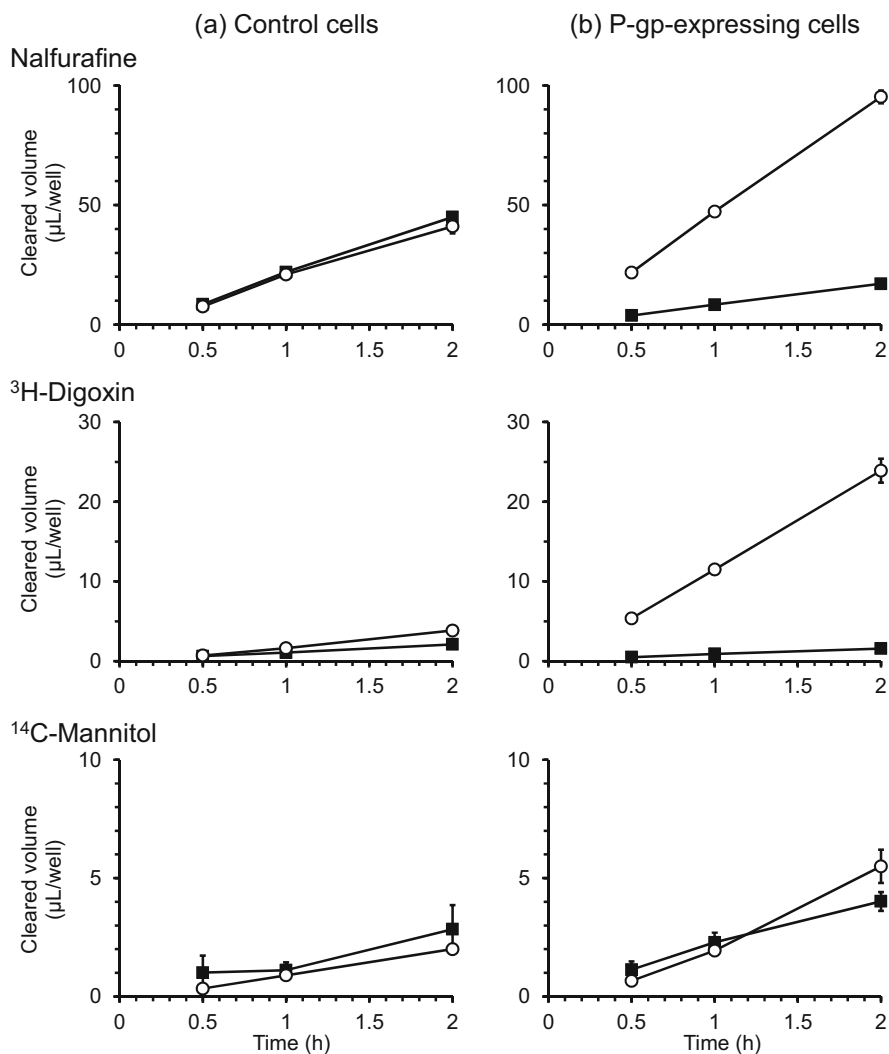 (a) Control cells
(b) P-gp-expressing cells
Nalfurafine
100
50
0
Cleared volume
(µL/well)
0 0.5 1 1.5 2
100
50
0
0 0.5 1 1.5 2
³H-Digoxin
30
20
10
0
Cleared volume
(µL/well)
0 0.5 1 1.5 2
30
20
10
0
0 0.5 1 1.5 2
¹⁴C-Mannitol
10
5
0
Cleared volume
(µL/well)
0 0.5 1 1.5 2
Time (h)
10
5
0
0 0.5 1 1.5 2
Time (h)